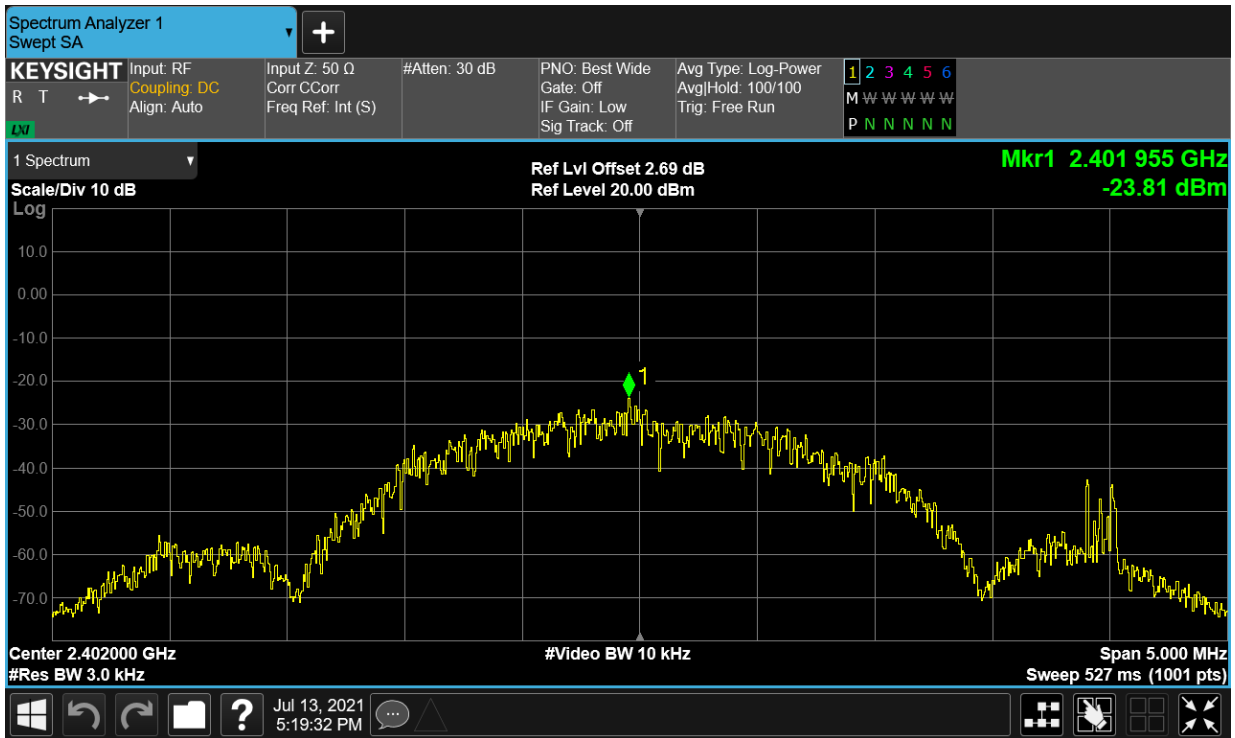 Spectrum Analyzer 1
Swept SA
+
KEYSIGHT
R T
LXI
Input: RF
Coupling: DC
Align: Auto
Input Z: 50 Ω
Corr CCorr
Freq Ref: Int (S)
#Atten: 30 dB
PNO: Best Wide
Gate: Off
IF Gain: Low
Sig Track: Off
Avg Type: Log-Power
Avg|Hold: 100/100
Trig: Free Run
1 2 3 4 5 6
M W W W W W
P N N N N N
1 Spectrum
Scale/Div 10 dB
Log
Ref Lvl Offset 2.69 dB
Ref Level 20.00 dBm
Mkr1 2.401 955 GHz
-23.81 dBm
10.0
0.00
-10.0
-20.0
-30.0
-40.0
-50.0
-60.0
-70.0
1
Center 2.402000 GHz
#Res BW 3.0 kHz
#Video BW 10 kHz
Span 5.000 MHz
Sweep 527 ms (1001 pts)
?
Jul 13, 2021
5:19:32 PM